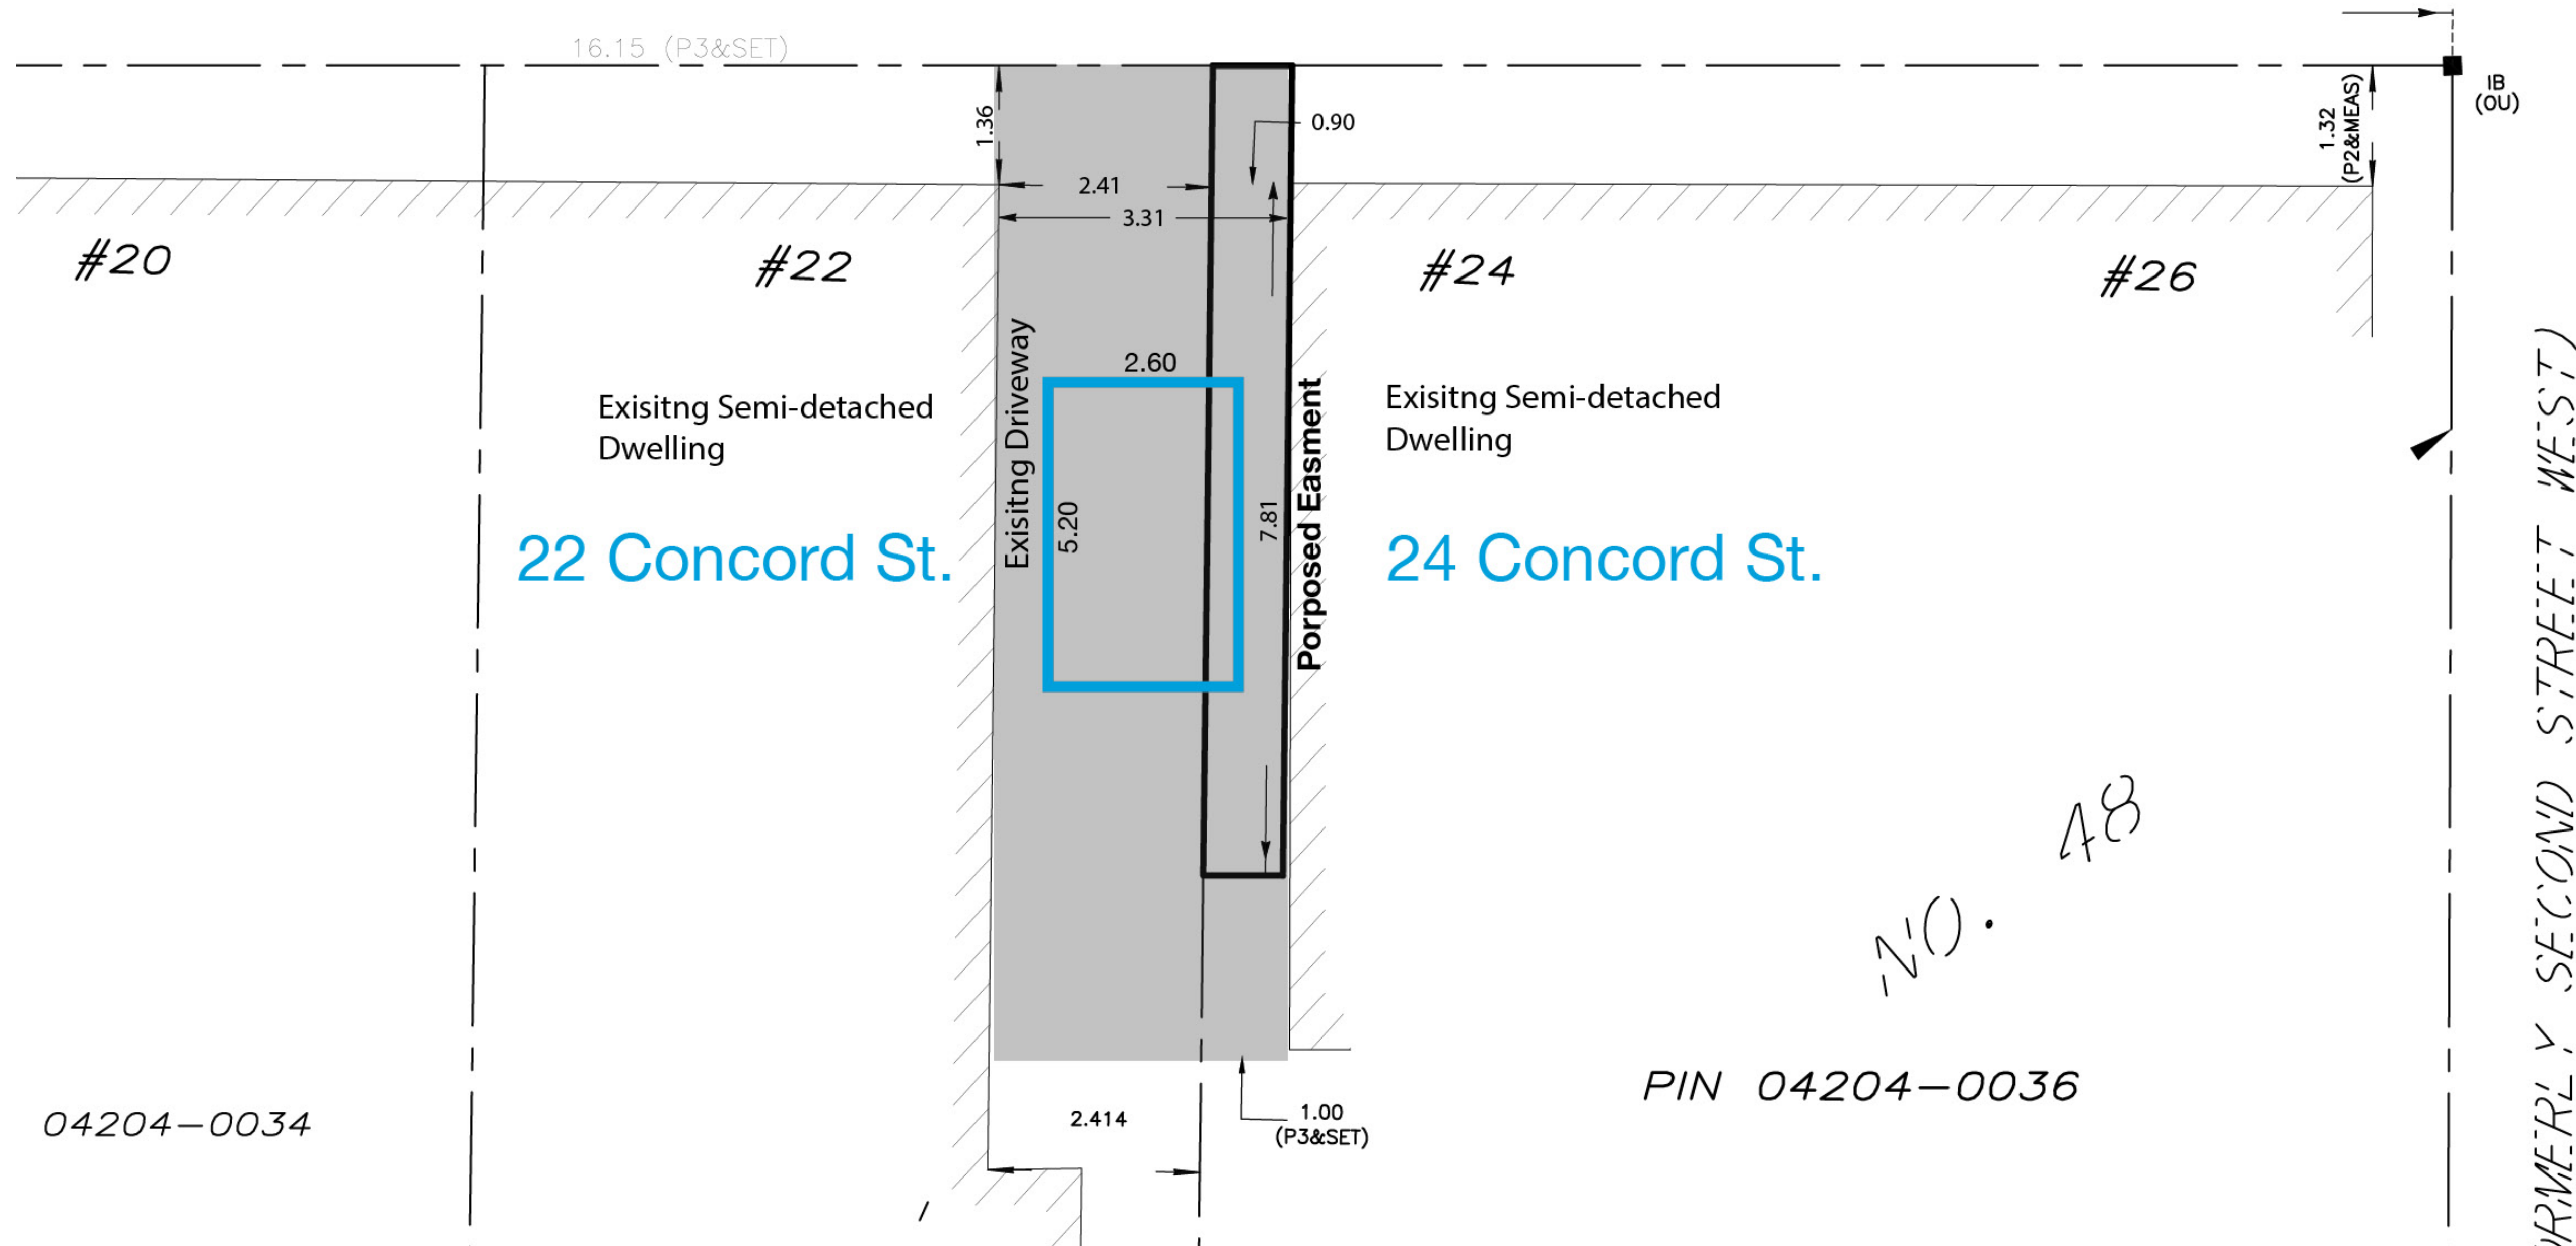 16.15 (P3&SET)
IB
(OU)
1.36
0.90
1.32
(P2&MEAS)
2.41
3.31
#20
#22
#24
#26
Exisitng Driveway
2.60
Exisitng Semi-detached
Dwelling
Exisitng Semi-detached
Dwelling
22 Concord St.
5.20
7.81
Porposed Easment
24 Concord St.
NO. 48
PIN 04204-0036
04204-0034
2.414
1.00
(P3&SET)
ORMERLY SECOND STREET WEST)